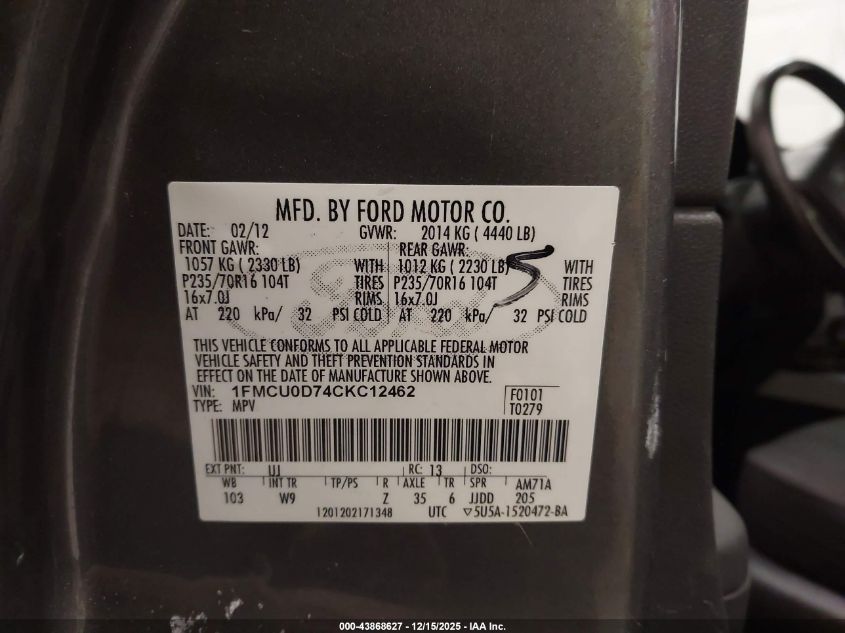 MFD. BY FORD MOTOR CO.
DATE: 02/12 GVWR: 2014 KG ( 4440 LB)
FRONT GAWR: REAR GAWR:
1057 KG ( 2330 LB) WITH 1012 KG ( 2230 LB) WITH
P235/70R16 104T TIRES P235/70R16 104T TIRES
16x7.0J RIMS 16x7.0J RIMS
AT 220 kPa/ 32 PSI COLD AT 220 kPa/ 32 PSI COLD
5
THIS VEHICLE CONFORMS TO ALL APPLICABLE FEDERAL MOTOR
VEHICLE SAFETY AND THEFT PREVENTION STANDARDS IN
EFFECT ON THE DATE OF MANUFACTURE SHOWN ABOVE.
VIN: 1FMCU0D74CKC12462 F0101
TYPE: MPV T0279
EXT PNT: UJ RC: 13 DSO:
WB INT TR TP/PS R AXLE TR SPR AM71A
103 W9 Z 35 6 JJDD 205
1201202171348 UTC ▽5U5A-1520472-BA
000-43868627 - 12/15/2025 - IAA Inc.